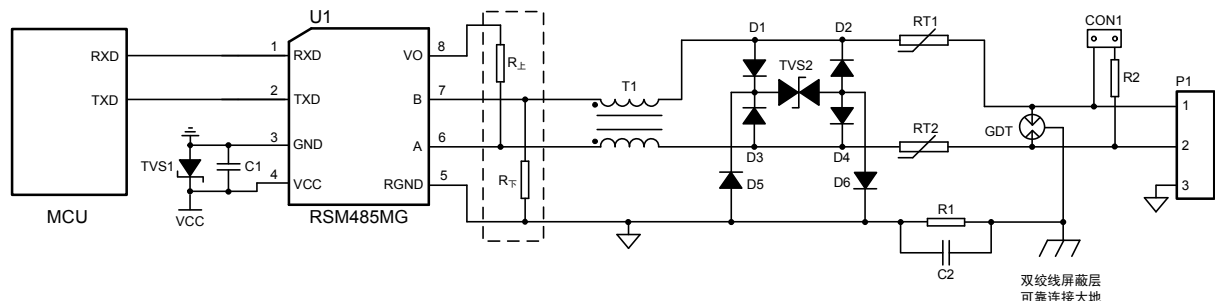 U1
D1
D2
RT1
CON1
RXD
1
RXD
VO
8
R上
TVS2
R2
P1
TXD
2
TXD
B
7
T1
1
GDT
3
GND
A
6
RT2
2
TVS1
C1
D3
D4
4
VCC
R下
D5
D6
3
RGND
5
VCC
R1
MCU
RSM485MG
C2
双绞线屏蔽层
可靠连接大地